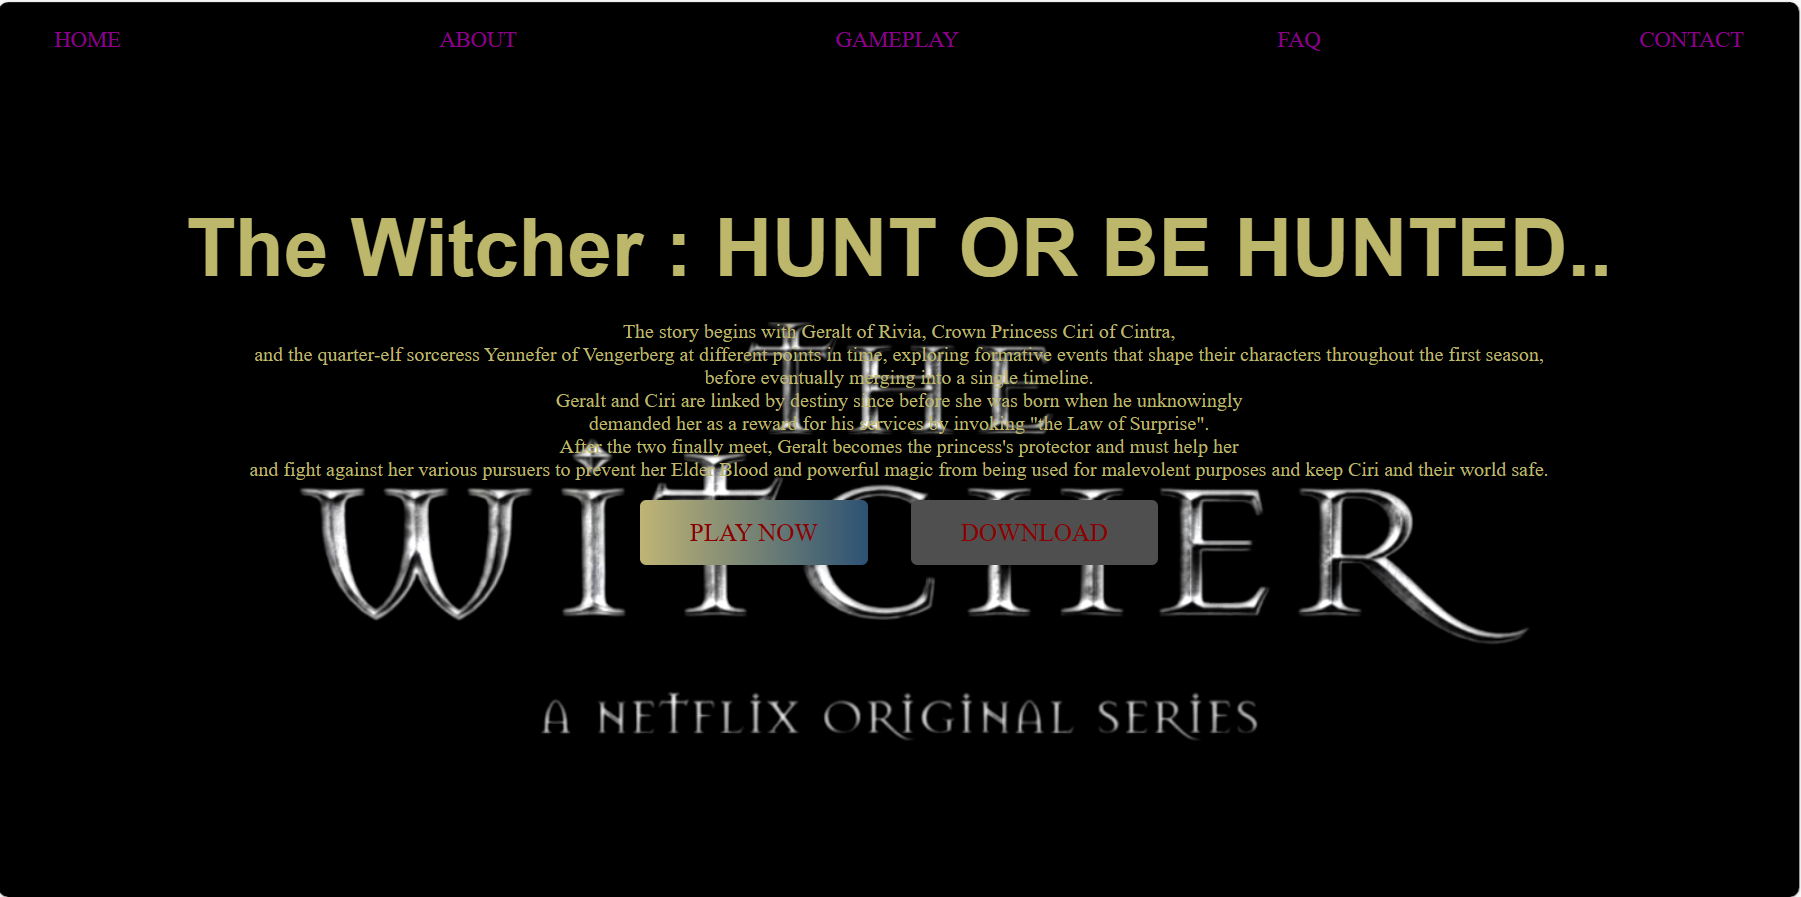 HOME ABOUT GAMEPLAY FAQ CONTACT
The Witcher : HUNT OR BE HUNTED..
The story begins with Geralt of Rivia, Crown Princess Ciri of Cintra,
and the quarter-elf sorceress Yennefer of Vengerberg at different points in time, exploring formative events that shape their characters throughout the first season,
before eventually merging into a single timeline.
Geralt and Ciri are linked by destiny since before she was born when he unknowingly
demanded her as a reward for his services by invoking "the Law of Surprise".
After the two finally meet, Geralt becomes the princess's protector and must help her
and fight against her various pursuers to prevent her Elder Blood and powerful magic from being used for malevolent purposes and keep Ciri and their world safe.
PLAY NOW DOWNLOAD
THE
WITCHER
A NETFLIX ORIGINAL SERIES